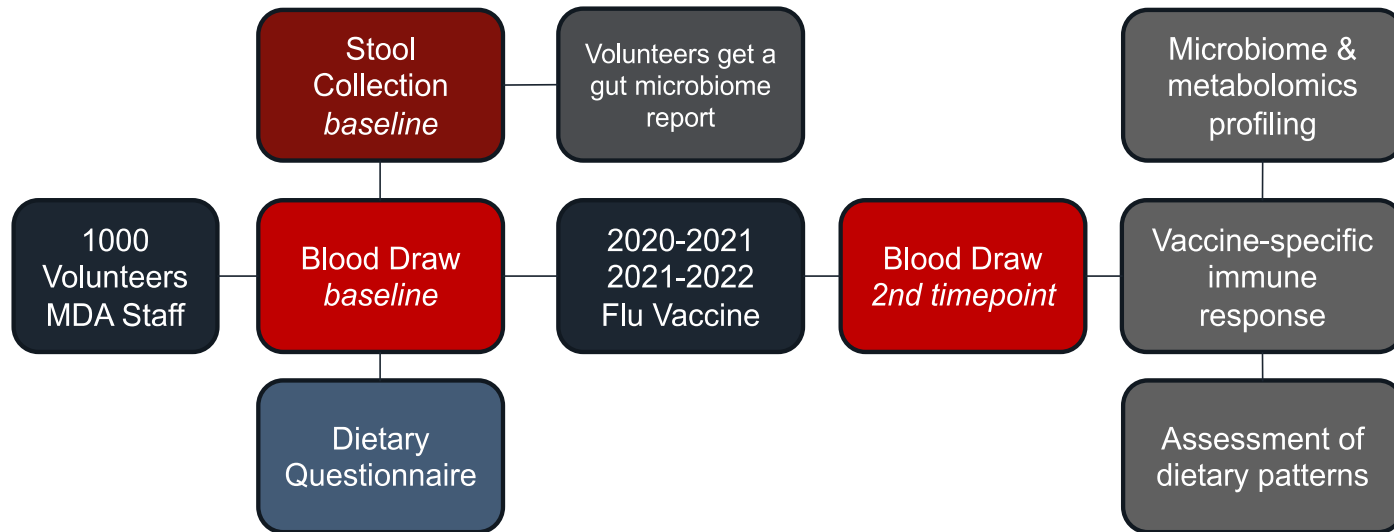 Stool
Collection
baseline
Volunteers get a
gut microbiome
report
Microbiome &
metabolomics
profiling
1000
Volunteers
MDA Staff
Blood Draw
baseline
2020-2021
2021-2022
Flu Vaccine
Blood Draw
2nd timepoint
Vaccine-specific
immune
response
Dietary
Questionnaire
Assessment of
dietary patterns